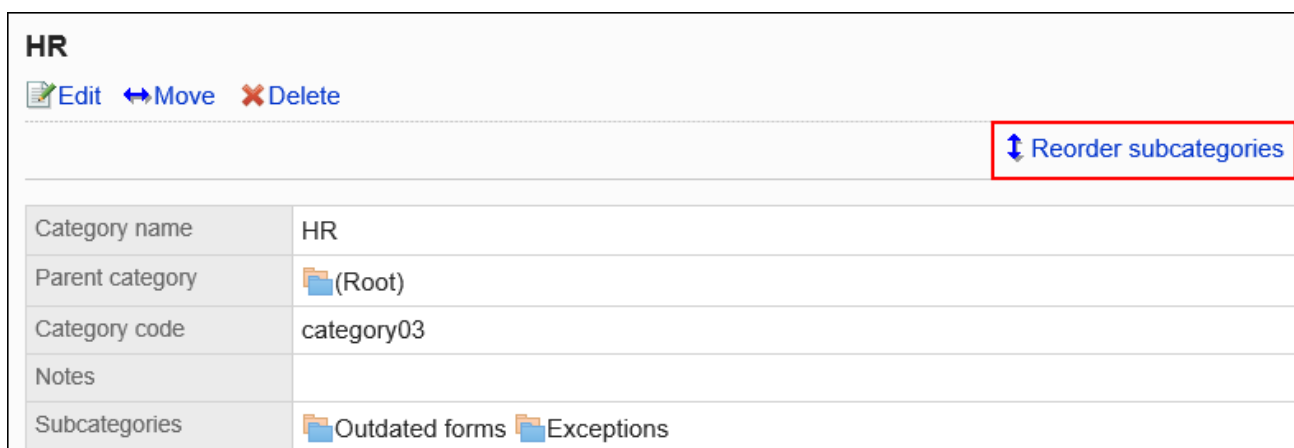 HR
Edit Move Delete
Reorder subcategories
Category name HR
Parent category (Root)
Category code category03
Notes
Subcategories Outdated forms Exceptions